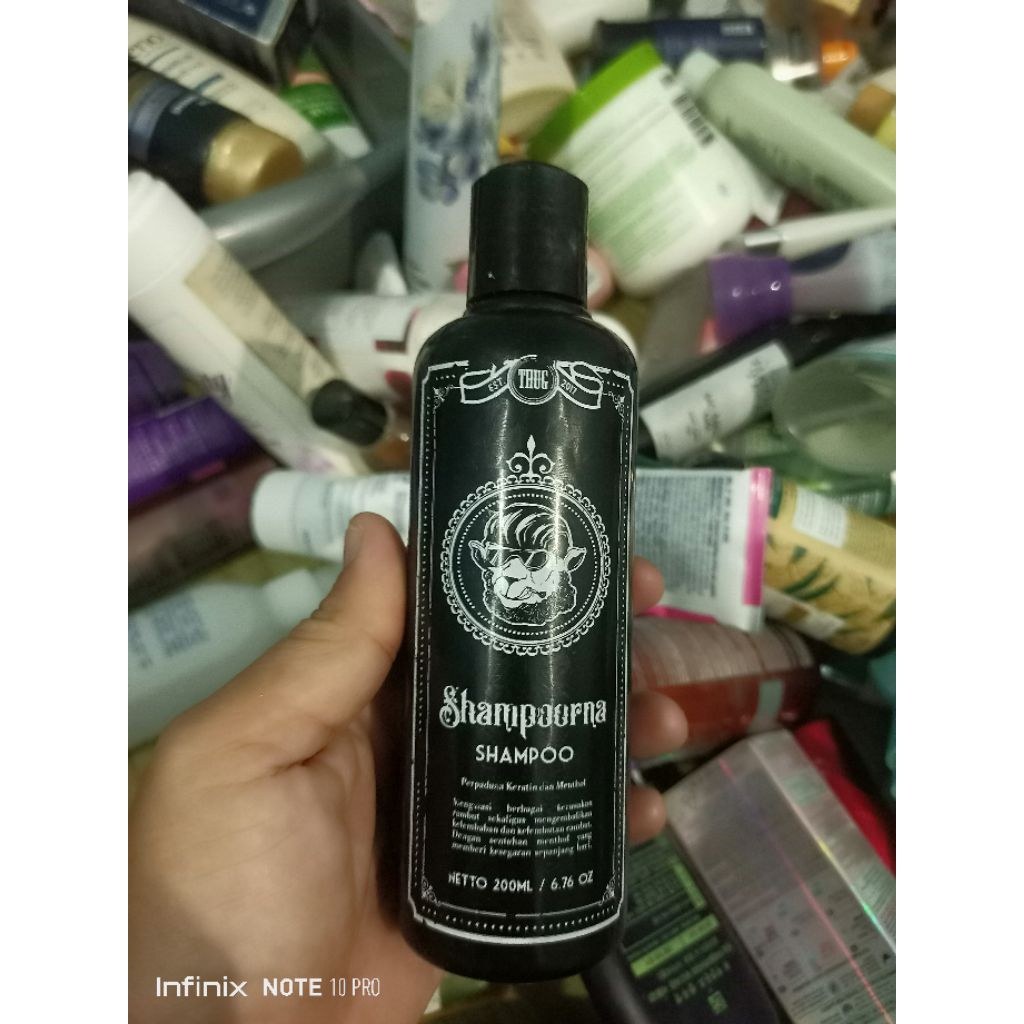 EST
THUG
2017
Shampoorna
SHAMPOO
Perpaduan Keratin dan Menthol
Mengatasi berbagai kerusakan
rambut sekaligus mengembalikan
kelembaban dan kelembutan rambut.
Dengan sentuhan menthol yang
memberi kesegaran sepanjang hari.
NETTO 200ML / 6.76 OZ
Infinix NOTE 10 PRO